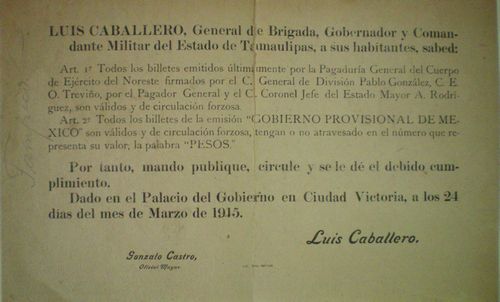 LUIS CABALLERO, General de Brigada, Gobernador y Coman-
dante Militar del Estado de Tamaulipas, a sus habitantes, sabed:
Art. 1º Todos los billetes emitidos últimamente por la Pagaduría General del Cuerpo
de Ejército del Noreste firmados por el C. General de División Pablo González, C. E.
O. Treviño, por el Pagador General y el C. Coronel Jefe del Estado Mayor A. Rodrí-
guez, son válidos y de circulación forzosa.
Art. 2º Todos los billetes de la emisión "GOBIERNO PROVISIONAL DE ME-
XICO" son válidos y de circulación forzosa, tengan o no atravesado en el número que re-
presenta su valor, la palabra "PESOS."
Por tanto, mando publique, circule y se le dé el debido cum-
plimiento.
Dado en el Palacio del Gobierno en Ciudad Victoria, a los 24
días del mes de Marzo de 1915.
Luis Caballero.
Gonzalo Castro,
Oficial Mayor